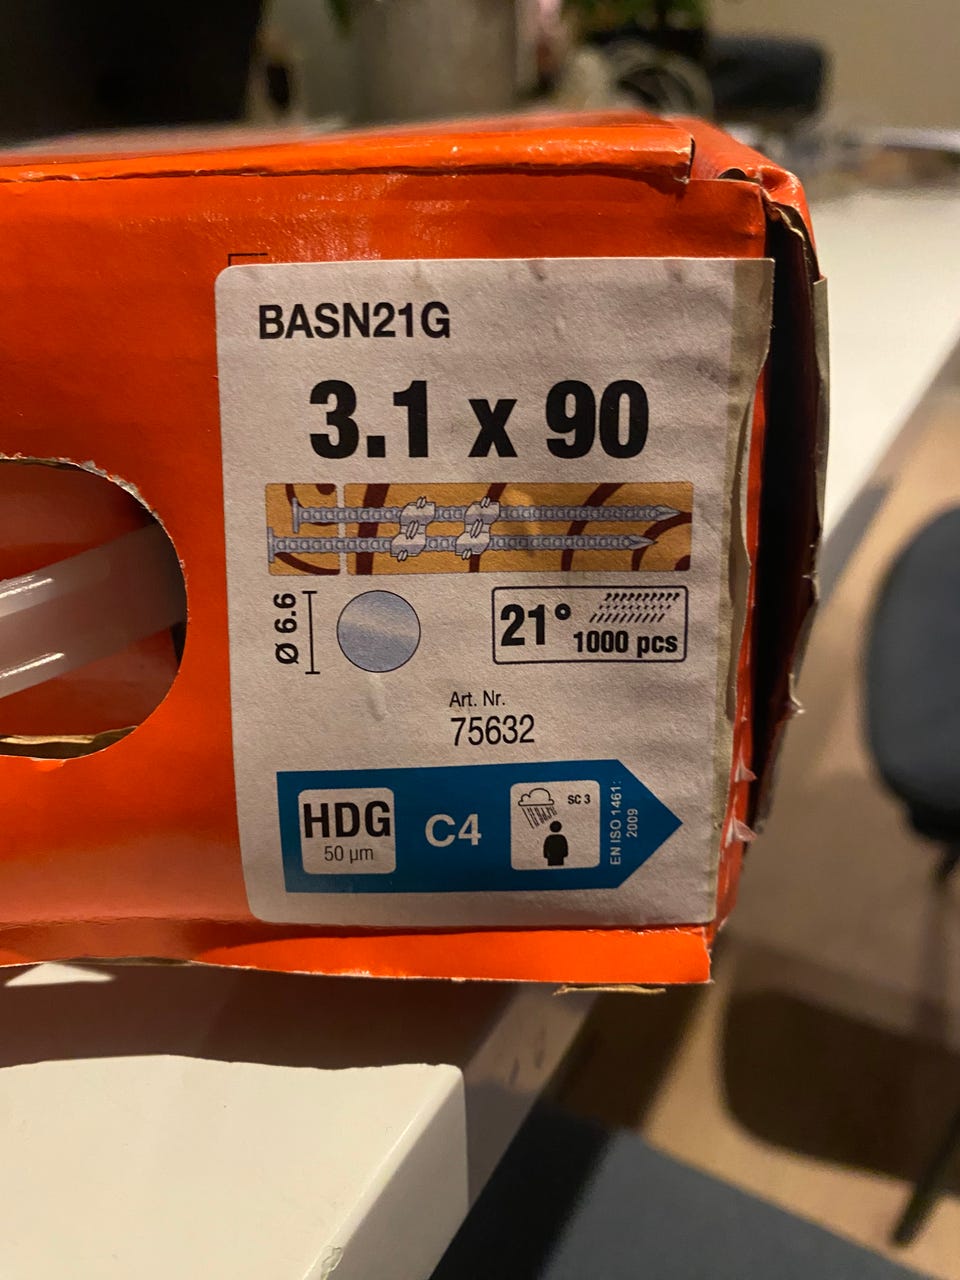 BASN21G
3.1 x 90
Ø 6.6
21°
1000 pcs
Art. Nr.
75632
HDG
50 µm
C4
SC 3
EN ISO 1461:
2009